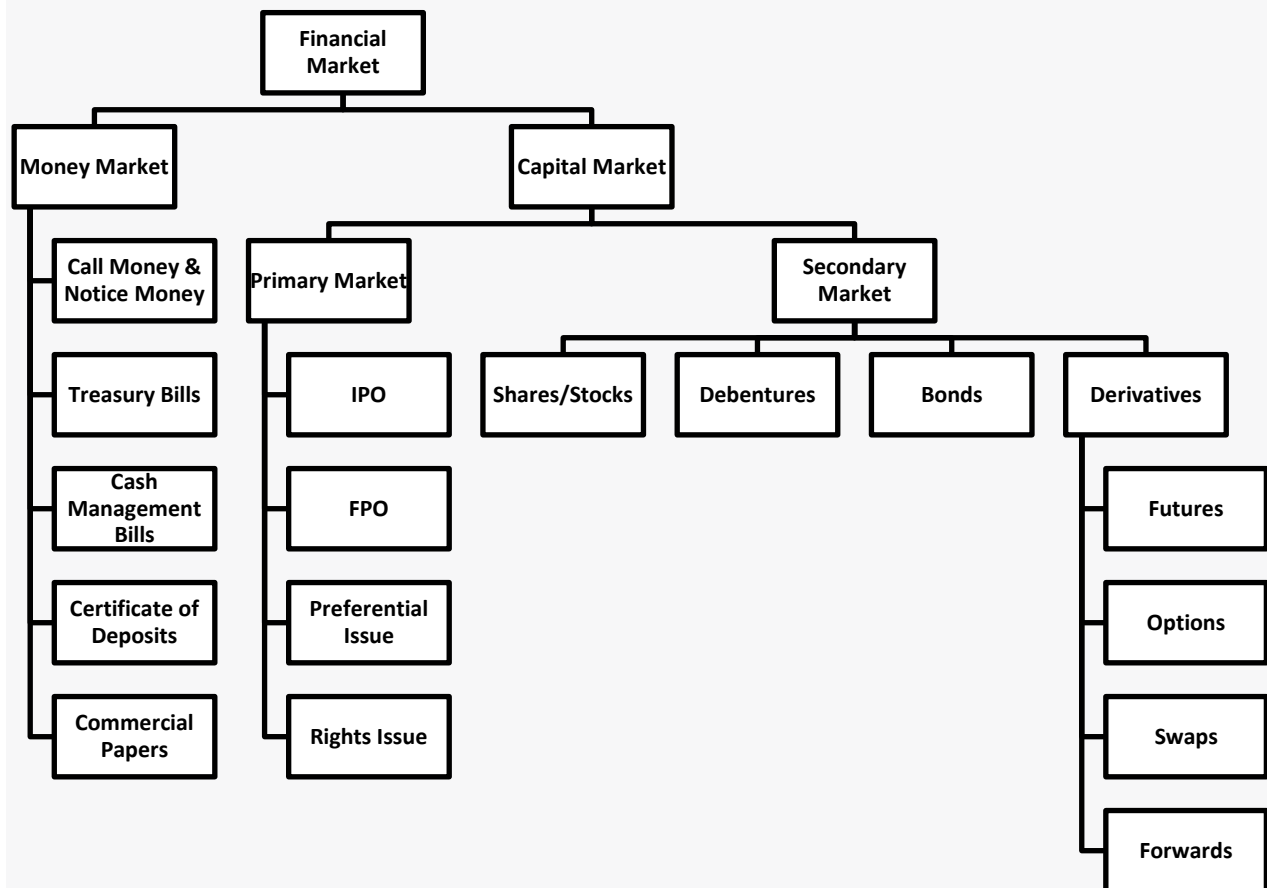 Financial
Market
Money Market
Capital Market
Call Money &
Notice Money
Primary Market
Secondary
Market
Treasury Bills
IPO
Shares/Stocks
Debentures
Bonds
Derivatives
Cash
Management
Bills
FPO
Futures
Certificate of
Deposits
Preferential
Issue
Options
Commercial
Papers
Rights Issue
Swaps
Forwards